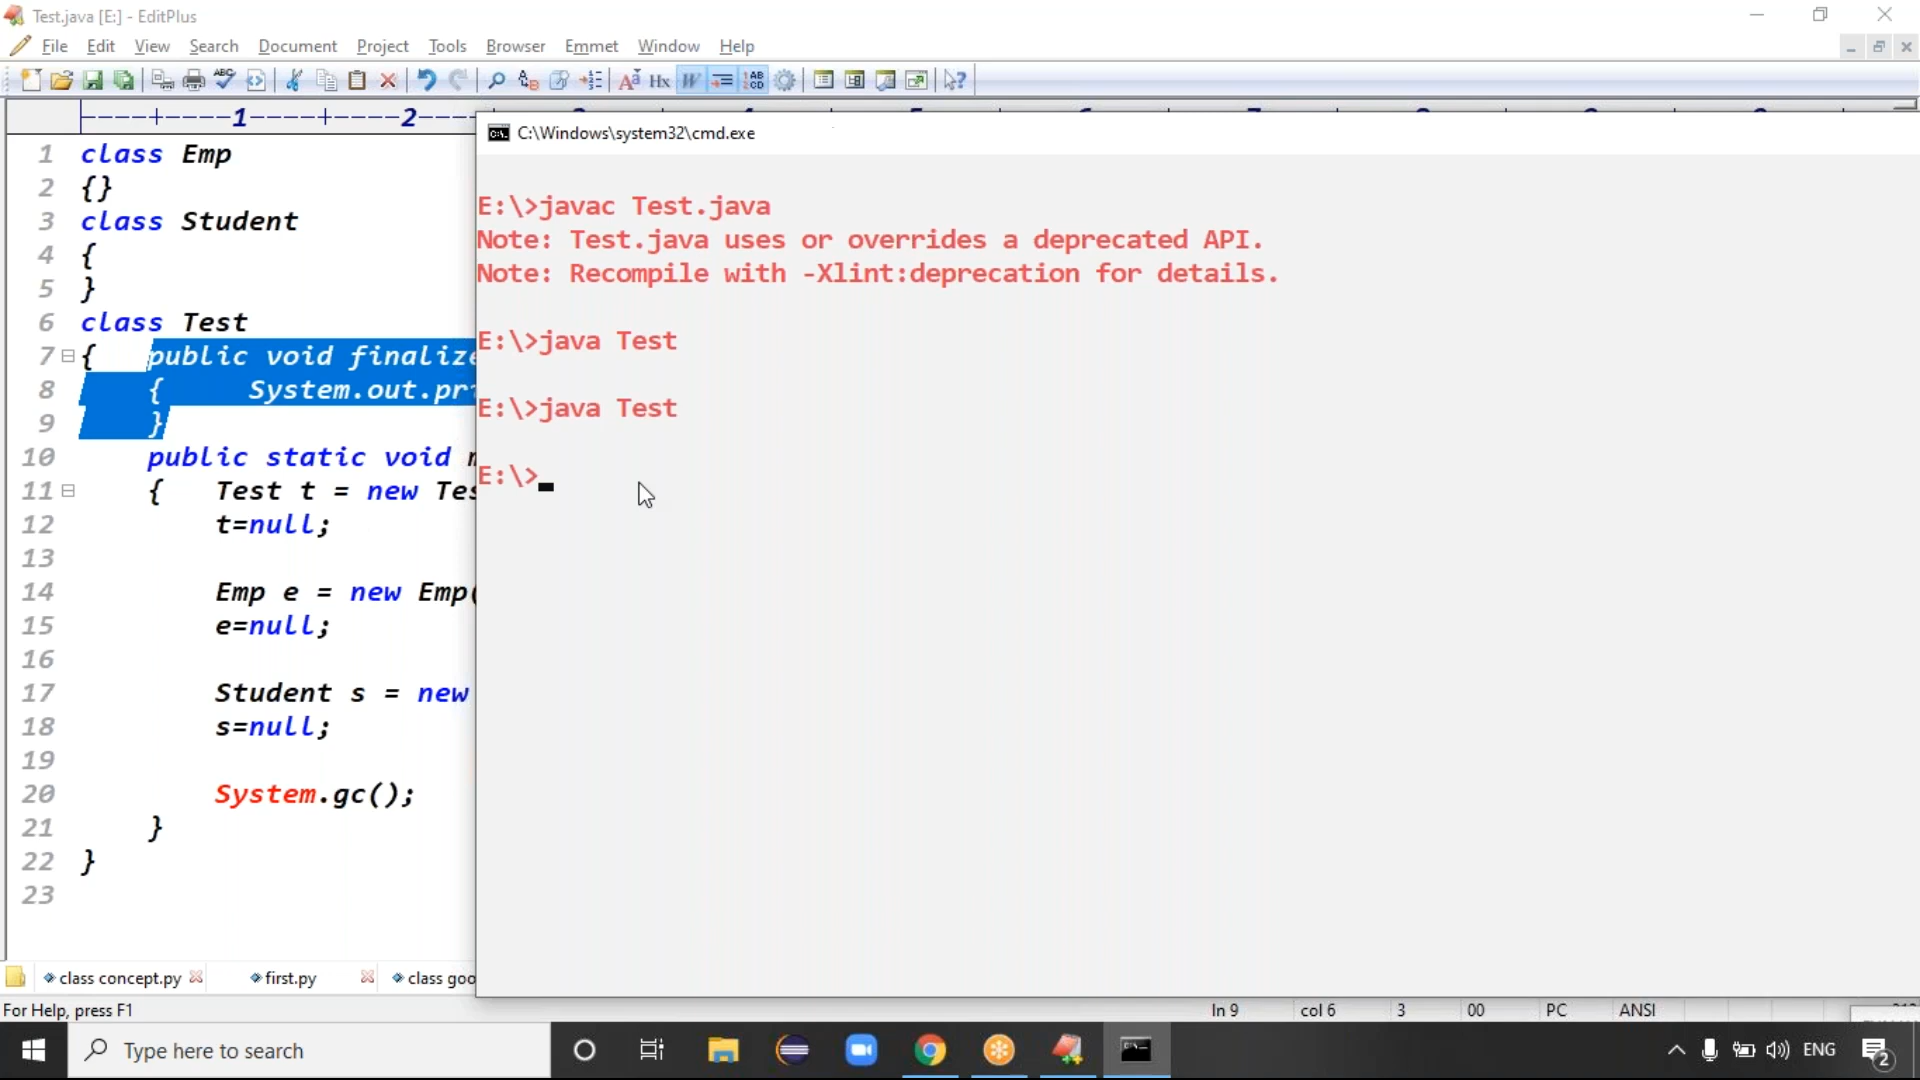 Test.java [E:] - EditPlus
File Edit View Search Document Project Tools Browser Emmet Window Help
----+----1----+----2----
C:\Windows\system32\cmd.exe
1 class Emp
2 {}
3 class Student
4 {
5 }
6 class Test
7 { public void finalize
8 { System.out.pr
9 }
10 public static void
11 { Test t = new Tes
12 t=null;
13
14 Emp e = new Emp(
15 e=null;
16
17 Student s = new
18 s=null;
19
20 System.gc();
21 }
22 }
23
E:\>javac Test.java
Note: Test.java uses or overrides a deprecated API.
Note: Recompile with -Xlint:deprecation for details.
E:\>java Test
E:\>java Test
E:\>
class concept.py first.py class goo
For Help, press F1 ln 9 col 6 3 00 PC ANSI
Type here to search ENG 2